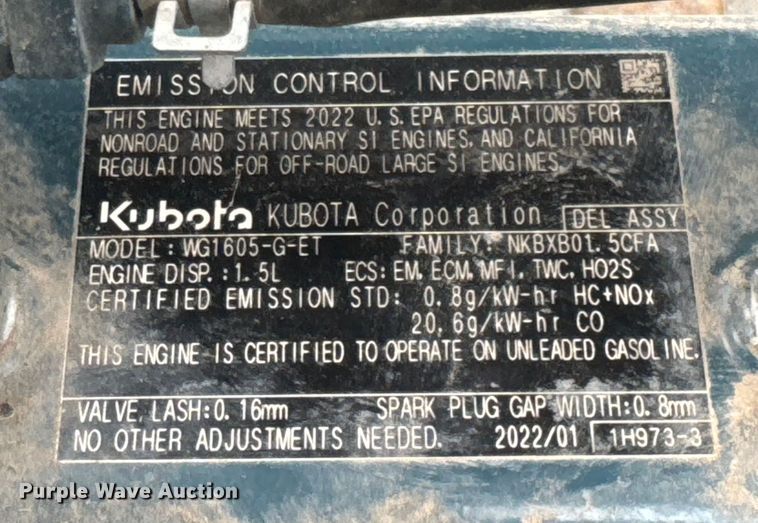 EMISSION CONTROL INFORMATION
THIS ENGINE MEETS 2022 U.S. EPA REGULATIONS FOR
NONROAD AND STATIONARY SI ENGINES, AND CALIFORNIA
REGULATIONS FOR OFF-ROAD LARGE SI ENGINES.
Kubota KUBOTA Corporation DEL ASSY
MODEL: WG1605-G-ET FAMILY: NKBXB01.5CFA
ENGINE DISP.:1.5L ECS: EM, ECM, MFI, TWC, HO2S
CERTIFIED EMISSION STD: 0.8g/kW-hr HC+NOx
20.6g/kW-hr CO
THIS ENGINE IS CERTIFIED TO OPERATE ON UNLEADED GASOLINE.
VALVE LASH:0.16mm SPARK PLUG GAP WIDTH:0.8mm
NO OTHER ADJUSTMENTS NEEDED. 2022/01 1H973-3
Purple Wave Auction